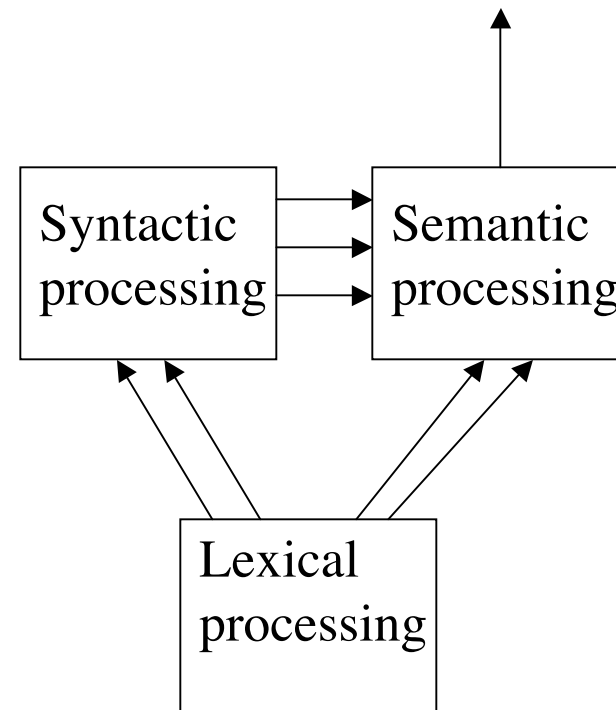 Syntactic
processing
Semantic
processing
Lexical
processing